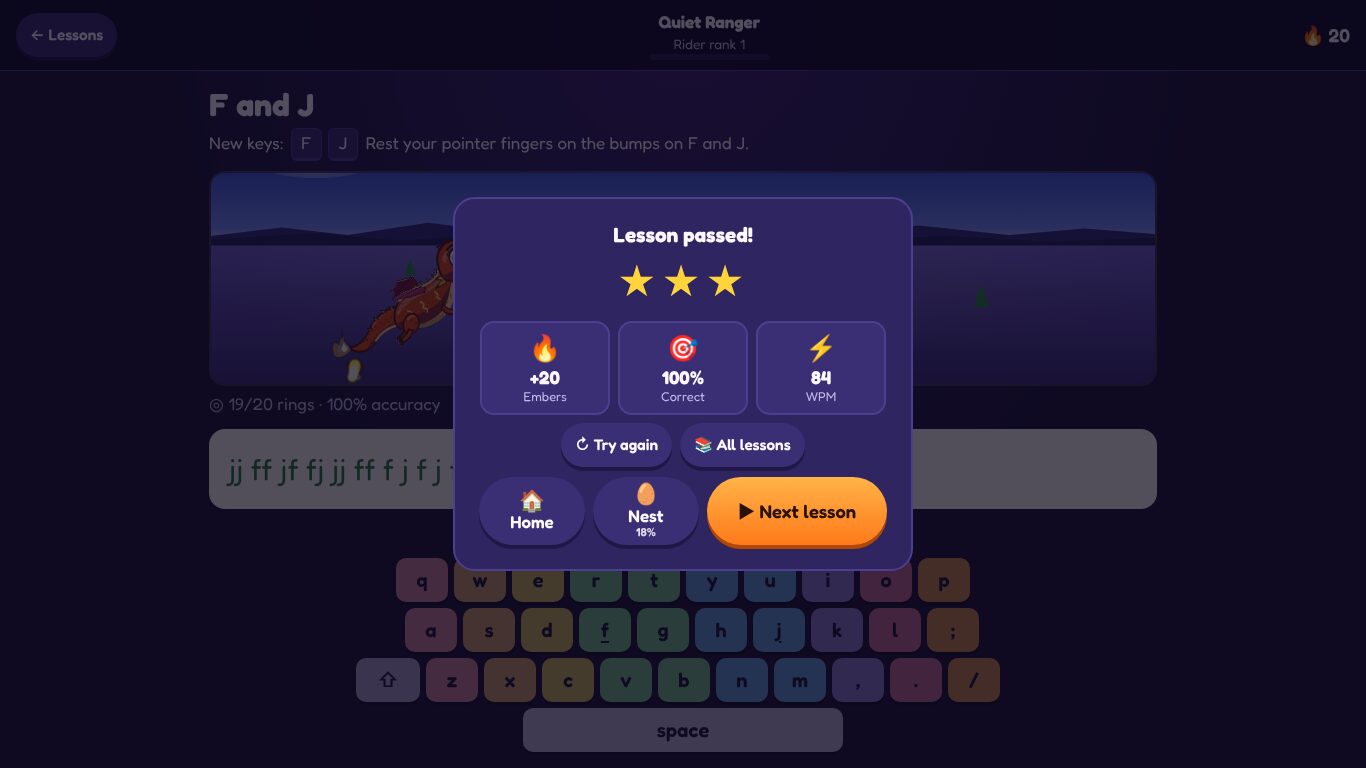 ← Lessons
Quiet Ranger
Rider rank 1
20
F and J
New keys: F J Rest your pointer fingers on the bumps on F and J.
Lesson passed!
+20
Embers
100%
Correct
84
WPM
19/20 rings · 100% accuracy
Try again
All lessons
jj ff jf fj jj ff f j f j
Home
Nest
18%
Next lesson
q w e r t y u i o p
a s d f g h j k l ;
z x c v b n m , . /
space